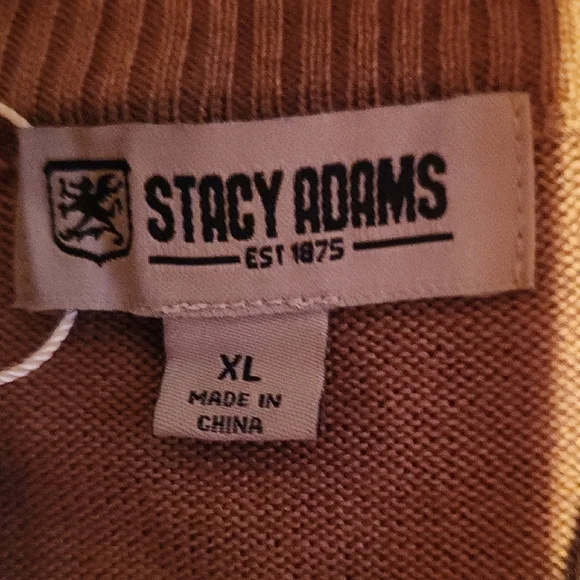 STACY ADAMS
EST 1875
XL
MADE IN
CHINA